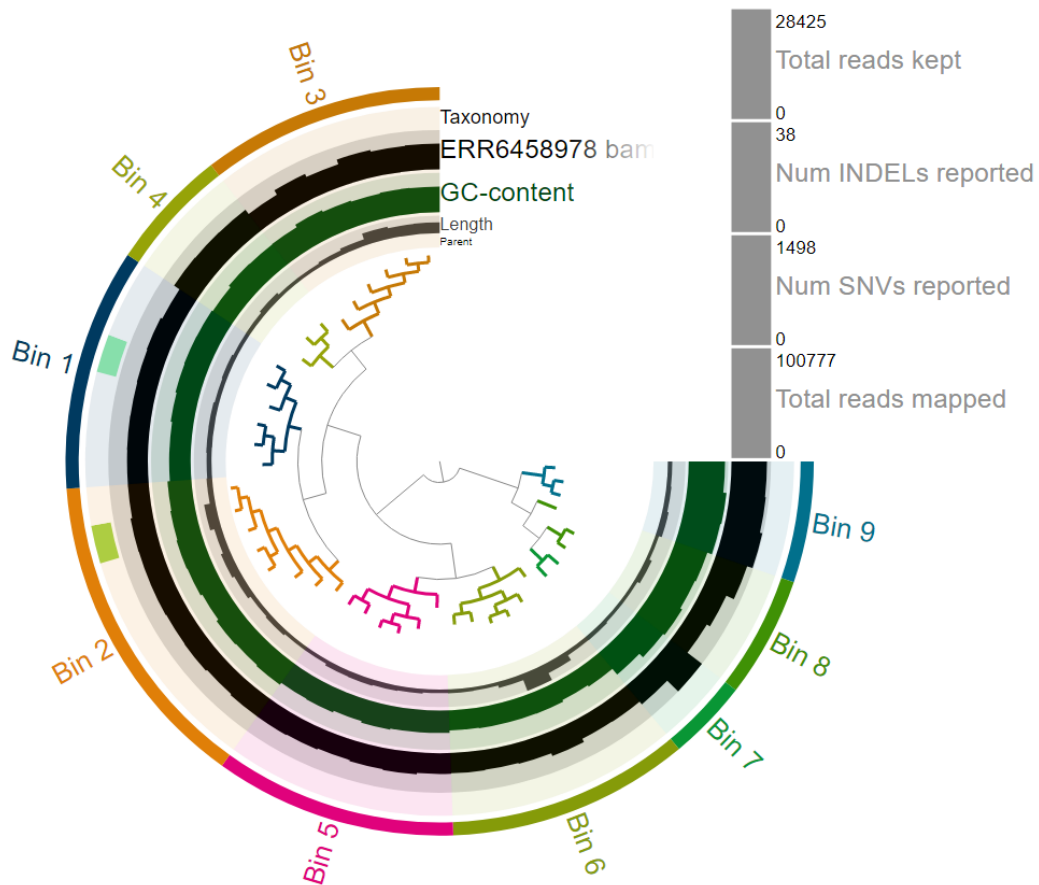 28425
Total reads kept
0
38
Num INDELs reported
0
1498
Num SNVs reported
0
100777
Total reads mapped
0
Taxonomy
ERR6458978 bam
GC-content
Length
Parent
Bin 3
Bin 4
Bin 1
Bin 2
Bin 5
Bin 6
Bin 7
Bin 8
Bin 9